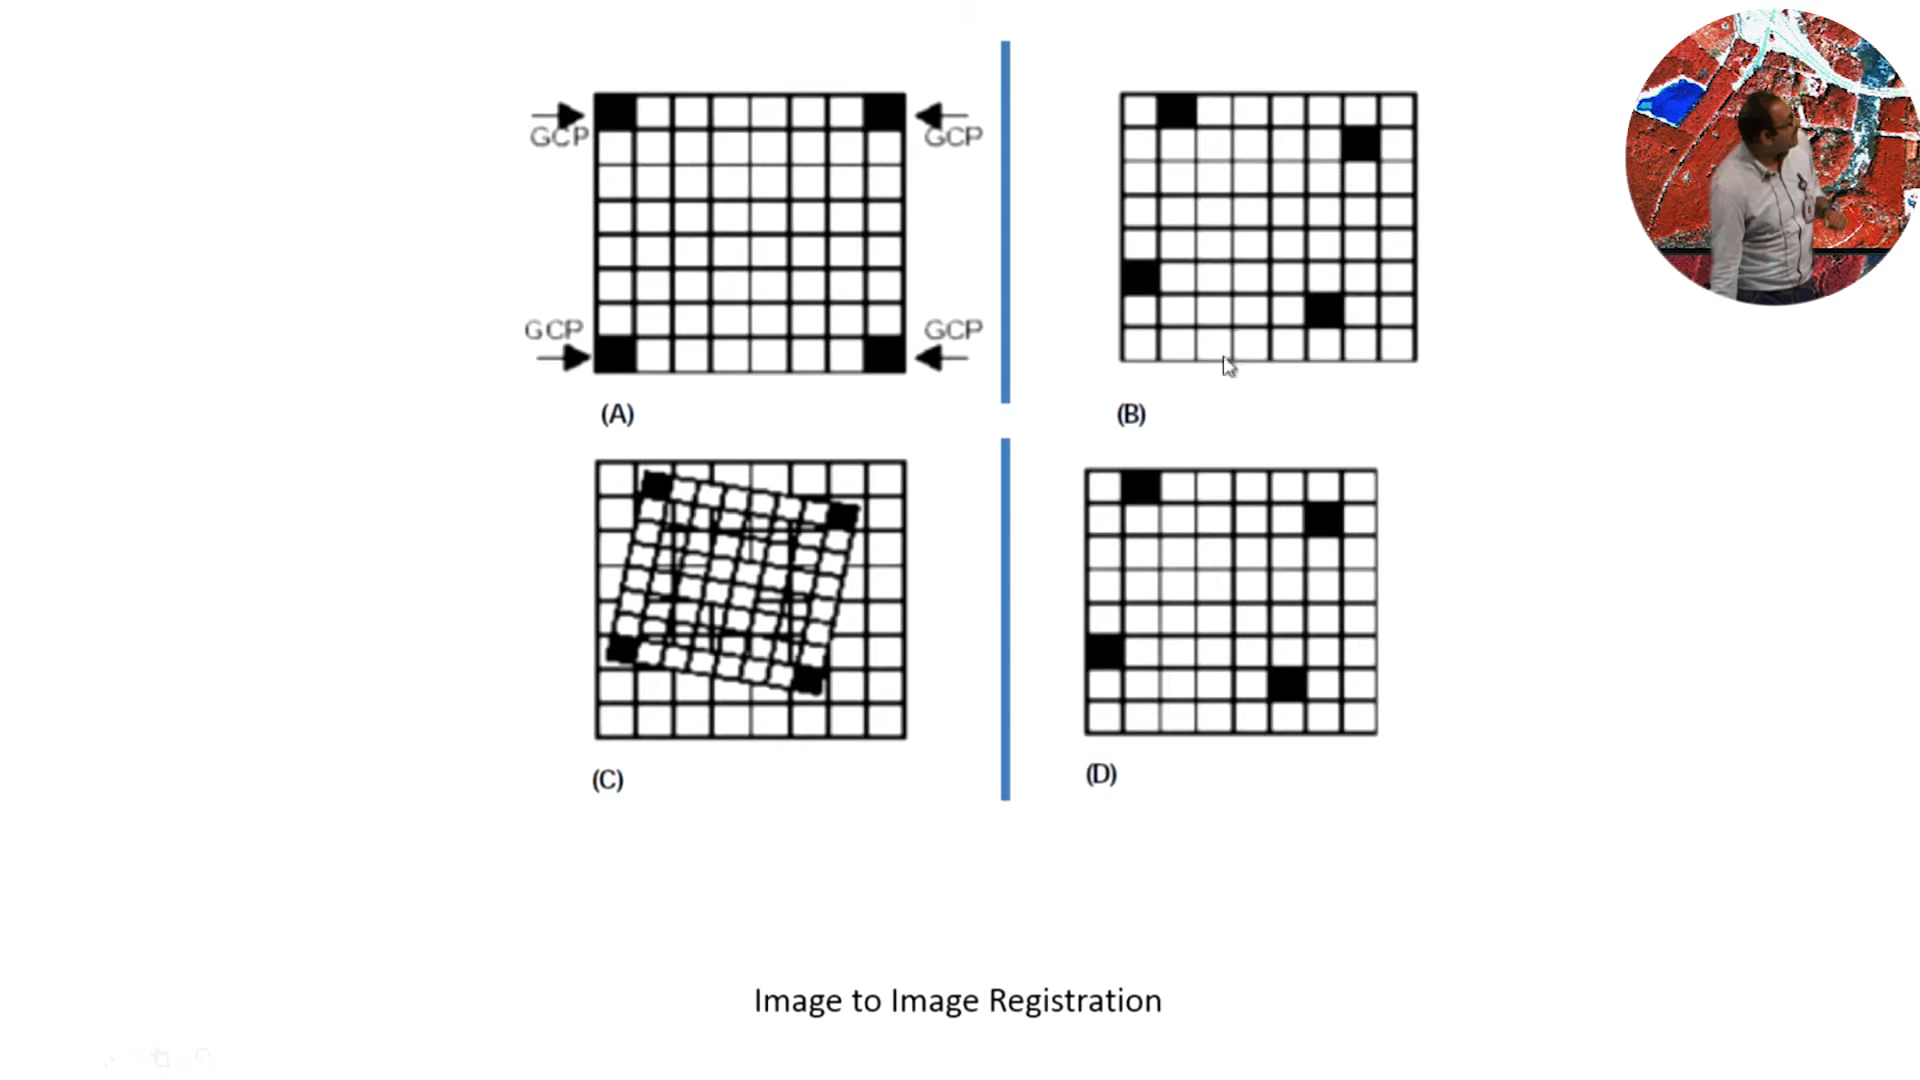 GCP
GCP
GCP
GCP
(A)
(B)
(C)
(D)
Image to Image Registration